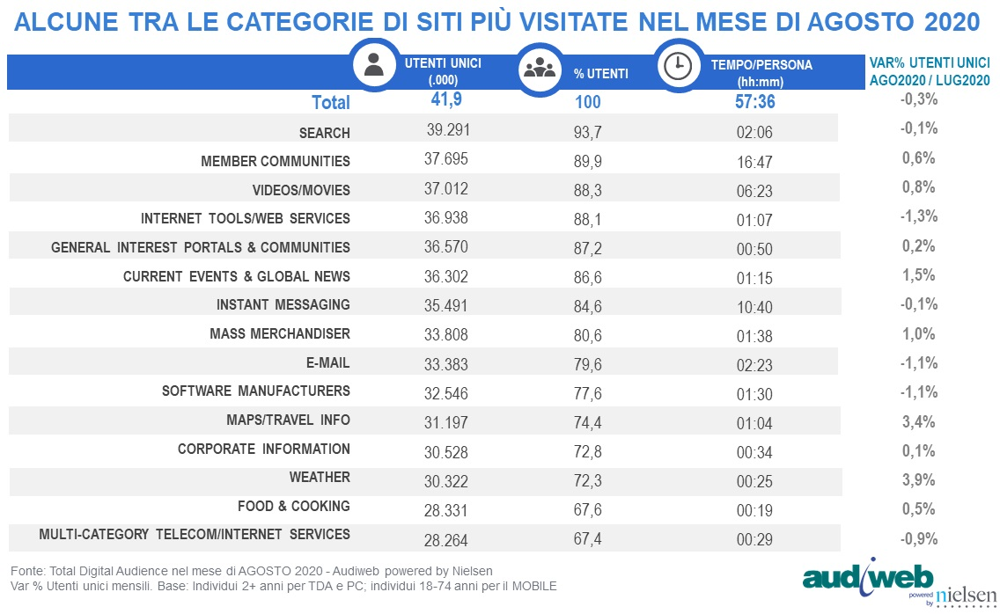 ALCUNE TRA LE CATEGORIE DI SITI PIÙ VISITATE NEL MESE DI AGOSTO 2020
UTENTI UNICI (.000) % UTENTI TEMPO/PERSONA (hh:mm) VAR% UTENTI UNICI AGO2020 / LUG2020
Total 41,9 100 57:36 -0,3%
SEARCH 39.291 93,7 02:06 -0,1%
MEMBER COMMUNITIES 37.695 89,9 16:47 0,6%
VIDEOS/MOVIES 37.012 88,3 06:23 0,8%
INTERNET TOOLS/WEB SERVICES 36.938 88,1 01:07 -1,3%
GENERAL INTEREST PORTALS & COMMUNITIES 36.570 87,2 00:50 0,2%
CURRENT EVENTS & GLOBAL NEWS 36.302 86,6 01:15 1,5%
INSTANT MESSAGING 35.491 84,6 10:40 -0,1%
MASS MERCHANDISER 33.808 80,6 01:38 1,0%
E-MAIL 33.383 79,6 02:23 -1,1%
SOFTWARE MANUFACTURERS 32.546 77,6 01:30 -1,1%
MAPS/TRAVEL INFO 31.197 74,4 01:04 3,4%
CORPORATE INFORMATION 30.528 72,8 00:34 0,1%
WEATHER 30.322 72,3 00:25 3,9%
FOOD & COOKING 28.331 67,6 00:19 0,5%
MULTI-CATEGORY TELECOM/INTERNET SERVICES 28.264 67,4 00:29 -0,9%
Fonte: Total Digital Audience nel mese di AGOSTO 2020 - Audiweb powered by Nielsen
Var % Utenti unici mensili. Base: Individui 2+ anni per TDA e PC; individui 18-74 anni per il MOBILE
audiweb
powered by nielsen